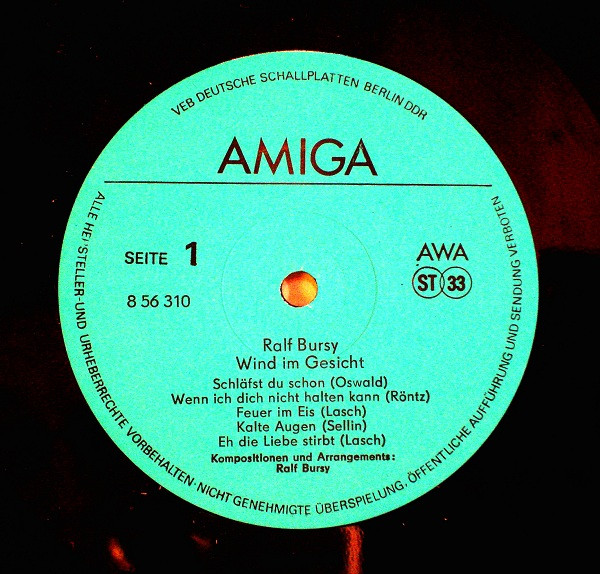 VEB DEUTSCHE SCHALLPLATTEN BERLIN DDR
AMIGA
SEITE 1
8 56 310
AWA
ST 33
Ralf Bursy
Wind im Gesicht
Schläfst du schon (Oswald)
Wenn ich dich nicht halten kann (Röntz)
Feuer im Eis (Lasch)
Kalte Augen (Sellin)
Eh die Liebe stirbt (Lasch)
Kompositionen und Arrangements:
Ralf Bursy
ALLE HERSTELLER-UND URHEBERRECHTE VORBEHALTEN·NICHT GENEHMIGTE ÜBERSPIELUNG, ÖFFENTLICHE AUFFÜHRUNG UND SENDUNG VERBOTEN